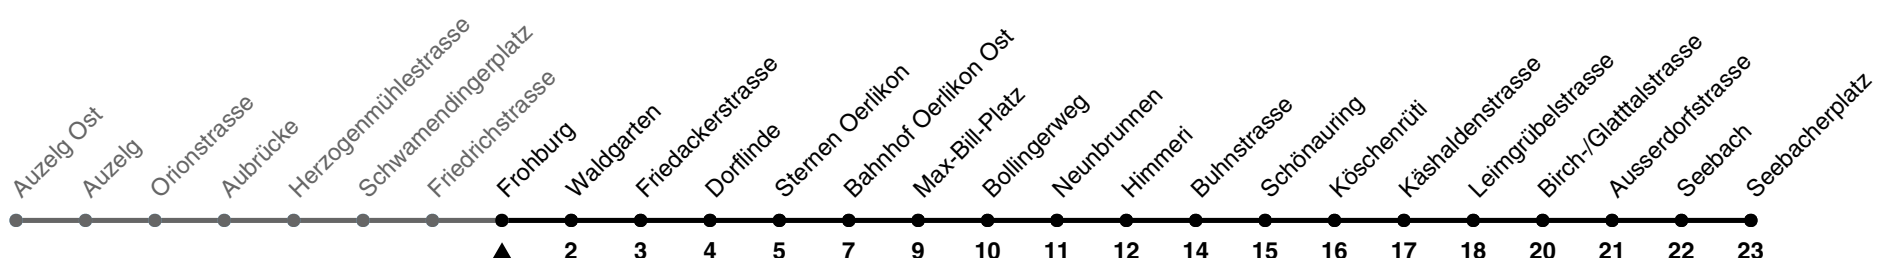 Auzelg Ost
Auzelg
Orionstrasse
Aubrücke
Herzogenmühlestrasse
Schwamendingerplatz
Friedrichstrasse
Frohburg
Waldgarten
Friedackerstrasse
Dorflinde
Sternen Oerlikon
Bahnhof Oerlikon Ost
Max-Bill-Platz
Bollingerweg
Neunbrunnen
Himmeri
Buhnstrasse
Schönauring
Köschenrüti
Käshaldenstrasse
Leimgrübelstrasse
Birch-/Glatttalstrasse
Ausserdorfstrasse
Seebach
Seebacherplatz
2 3 4 5 7 9 10 11 12 14 15 16 17 18 20 21 22 23